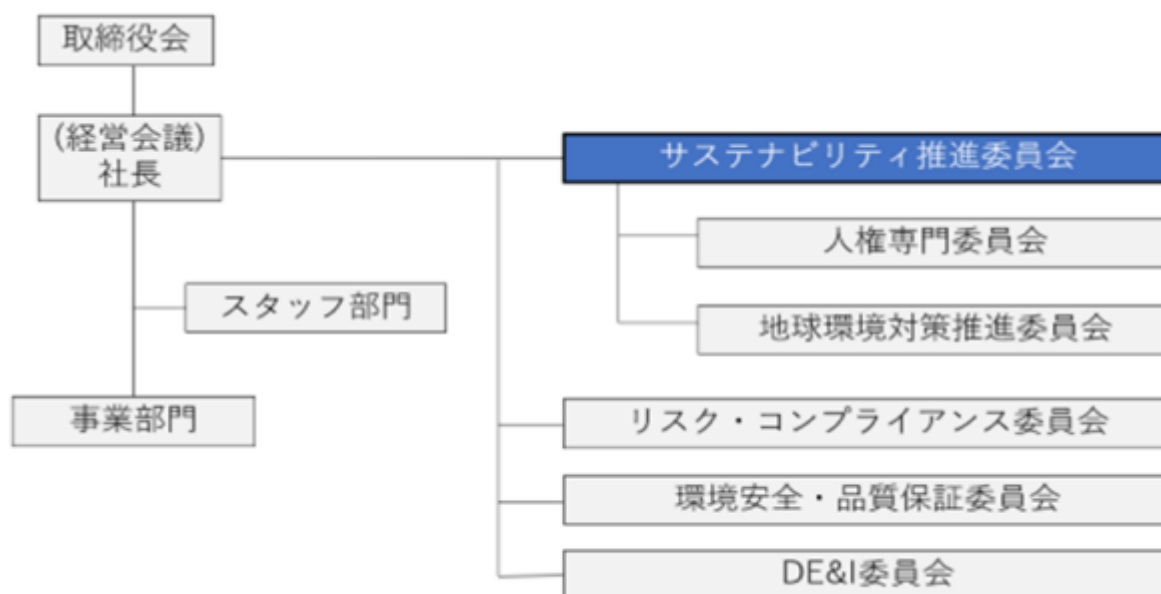 取締役会
(経営会議)
社長
サステナビリティ推進委員会
人権専門委員会
スタッフ部門
地球環境対策推進委員会
事業部門
リスク・コンプライアンス委員会
環境安全・品質保証委員会
DE&I委員会